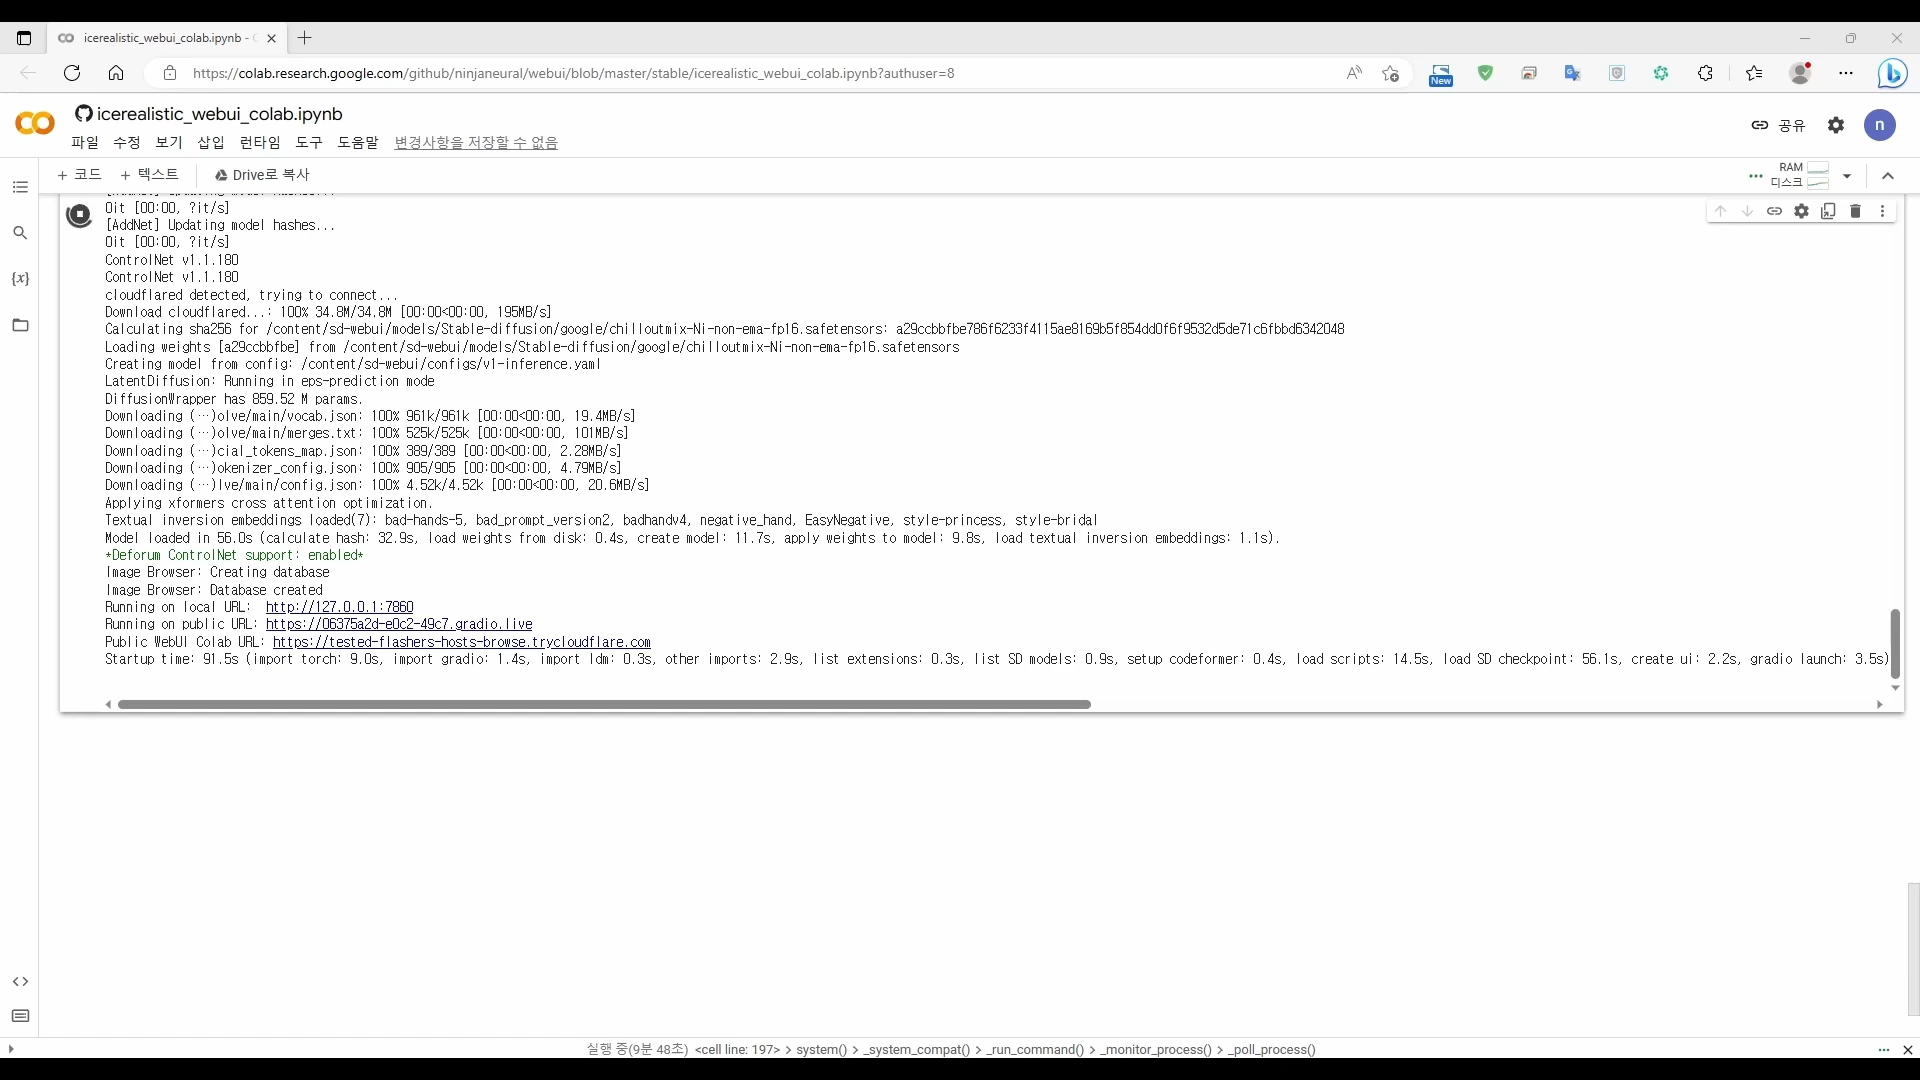 icerealistic_webui_colab.ipynb - C
https://colab.research.google.com/github/ninjaneural/webui/blob/master/stable/icerealistic_webui_colab.ipynb?authuser=8
New
icerealistic_webui_colab.ipynb
파일 수정 보기 삽입 런타임 도구 도움말 변경사항을 저장할 수 없음
공유
n
+ 코드 + 텍스트 Drive로 복사
RAM
디스크
0it [00:00, ?it/s]
[AddNet] Updating model hashes...
0it [00:00, ?it/s]
ControlNet v1.1.180
ControlNet v1.1.180
cloudflared detected, trying to connect...
Download cloudflared...: 100% 34.8M/34.8M [00:00<00:00, 195MB/s]
Calculating sha256 for /content/sd-webui/models/Stable-diffusion/google/chilloutmix-Ni-non-ema-fp16.safetensors: a29ccbbfbe786f6233f4115ae8169b5f854dd0f6f9532d5de71c6fbbd6342048
Loading weights [a29ccbbfbe] from /content/sd-webui/models/Stable-diffusion/google/chilloutmix-Ni-non-ema-fp16.safetensors
Creating model from config: /content/sd-webui/configs/v1-inference.yaml
LatentDiffusion: Running in eps-prediction mode
DiffusionWrapper has 859.52 M params.
Downloading (…)olve/main/vocab.json: 100% 961k/961k [00:00<00:00, 19.4MB/s]
Downloading (…)olve/main/merges.txt: 100% 525k/525k [00:00<00:00, 101MB/s]
Downloading (…)cial_tokens_map.json: 100% 389/389 [00:00<00:00, 2.28MB/s]
Downloading (…)okenizer_config.json: 100% 905/905 [00:00<00:00, 4.79MB/s]
Downloading (…)lve/main/config.json: 100% 4.52k/4.52k [00:00<00:00, 20.6MB/s]
Applying xformers cross attention optimization.
Textual inversion embeddings loaded(7): bad-hands-5, bad_prompt_version2, badhandv4, negative_hand, EasyNegative, style-princess, style-bridal
Model loaded in 56.0s (calculate hash: 32.9s, load weights from disk: 0.4s, create model: 11.7s, apply weights to model: 9.8s, load textual inversion embeddings: 1.1s).
*Deforum ControlNet support: enabled*
Image Browser: Creating database
Image Browser: Database created
Running on local URL:  http://127.0.0.1:7860
Running on public URL: https://06375a2d-e0c2-49c7.gradio.live
Public WebUI Colab URL: https://tested-flashers-hosts-browse.trycloudflare.com
Startup time: 91.5s (import torch: 9.0s, import gradio: 1.4s, import ldm: 0.3s, other imports: 2.9s, list extensions: 0.3s, list SD models: 0.9s, setup codeformer: 0.4s, load scripts: 14.5s, load SD checkpoint: 56.1s, create ui: 2.2s, gradio launch: 3.5s)
실행 중(9분 48초) <cell line: 197> > system() > _system_compat() > _run_command() > _monitor_process() > _poll_process()